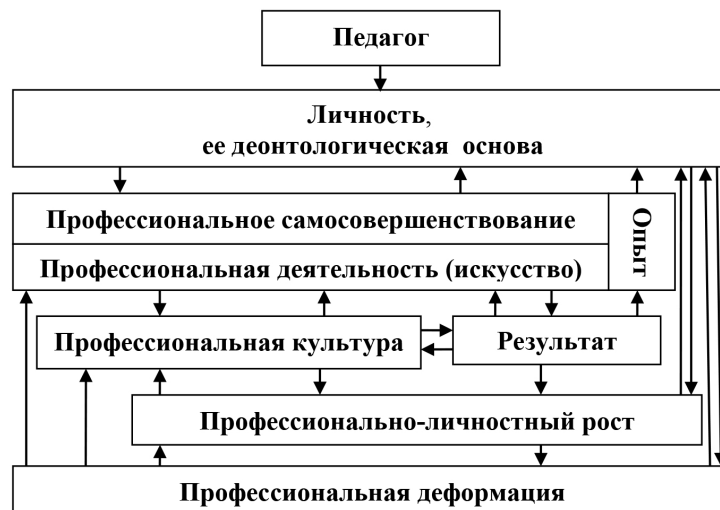 Педагог
Личность,
ее деонтологическая основа
Профессиональное самосовершенствование
Опыт
Профессиональная деятельность (искусство)
Профессиональная культура
Результат
Профессионально-личностный рост
Профессиональная деформация